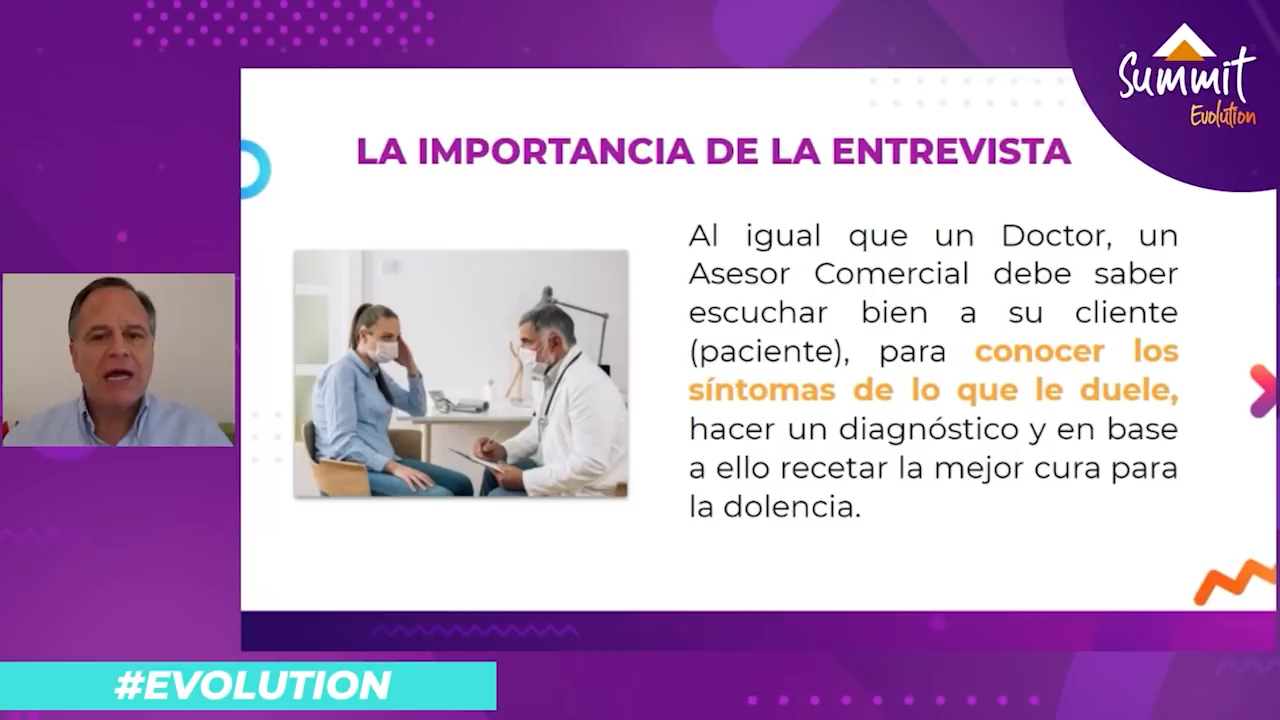 Summit
Evolution
LA IMPORTANCIA DE LA ENTREVISTA
Al igual que un Doctor, un
Asesor Comercial debe saber
escuchar bien a su cliente
(paciente), para conocer los
síntomas de lo que le duele,
hacer un diagnóstico y en base
a ello recetar la mejor cura para
la dolencia.
#EVOLUTION